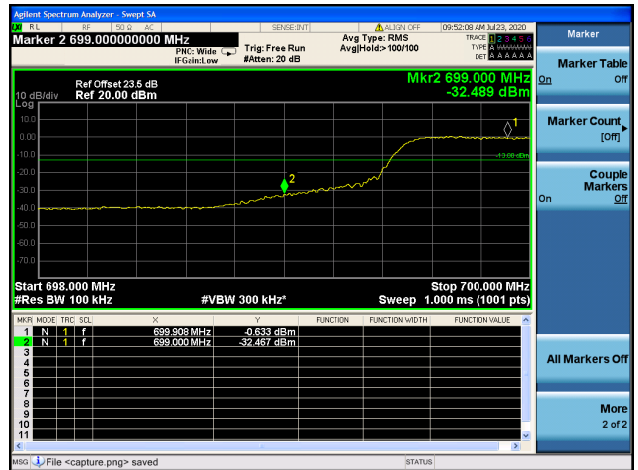 Agilent Spectrum Analyzer - Swept SA
RL RF 50 Ω AC SENSE:INT ALIGN OFF 09:52:08 AM Jul 23, 2020
Marker 2 699.000000000 MHz
PNC: Wide
IFGain:Low
Trig: Free Run
#Atten: 20 dB
Avg Type: RMS
Avg|Hold:>100/100
TRACE 1 2 3 4 5 6
TYPE A
DET A A A A A A
Marker
Marker Table
On Off
Marker Count
[Off]
Couple
Markers
On Off
All Markers Off
More
2 of 2
Ref Offset 23.5 dB
10 dB/div Ref 20.00 dBm
Log
Mkr2 699.000 MHz
-32.489 dBm
10.0
0.00
-10.0
-20.0
-30.0
-40.0
-50.0
-60.0
-70.0
1
2
-13.00 dBm
Start 698.000 MHz Stop 700.000 MHz
#Res BW 100 kHz #VBW 300 kHz* Sweep 1.000 ms (1001 pts)
MKR MODE TRC SCL X Y FUNCTION FUNCTION WIDTH FUNCTION VALUE
1 N 1 f 699.908 MHz -0.633 dBm
2 N 1 f 699.000 MHz -32.467 dBm
3
4
5
6
7
8
9
10
11
MSG File <capture.png> saved STATUS